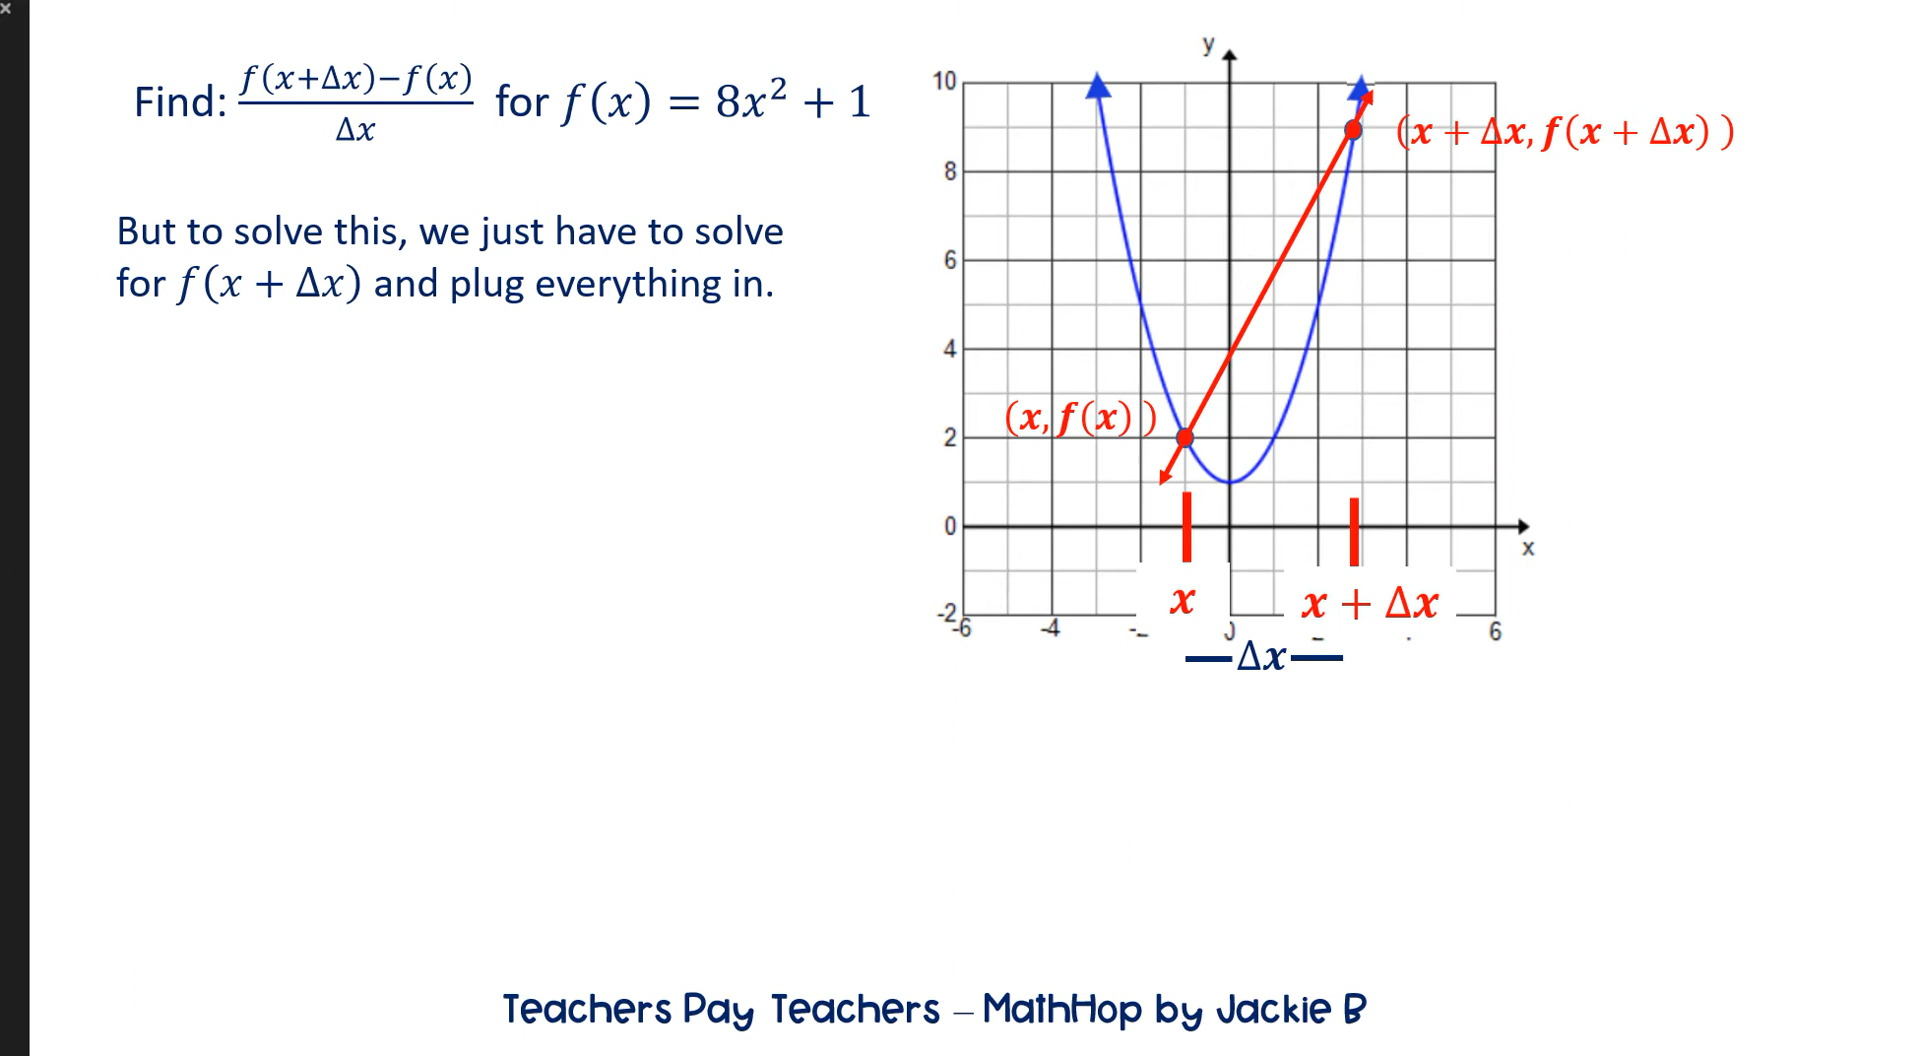 ×
Find: \frac{f(x+Δx)−f(x)}{Δx} for f(x) = 8x² + 1
But to solve this, we just have to solve
for f(x + Δx) and plug everything in.
y
10
8
6
4
2
0
-2
(x + Δx, f(x + Δx) )
(x, f(x) )
x
x
x + Δx
-6
-4
6
Δx
Teachers Pay Teachers – MathHop by Jackie B